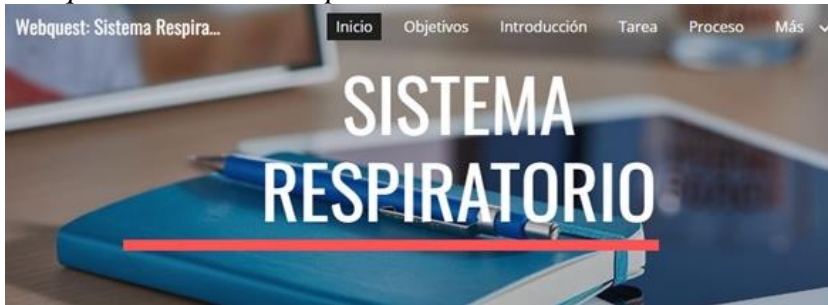 Webquest: Sistema Respira...
Inicio Objetivos Introducción Tarea Proceso Más
SISTEMA
RESPIRATORIO